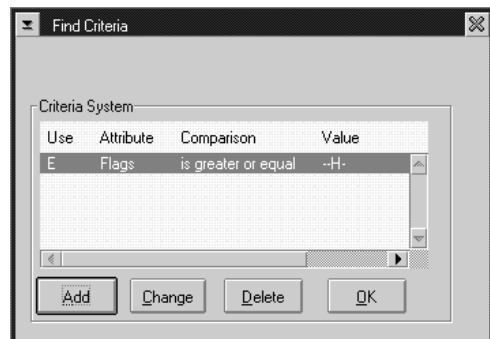 Find Criteria
Criteria System
Use Attribute Comparison Value
E Flags is greater or equal --H-
Add Change Delete OK